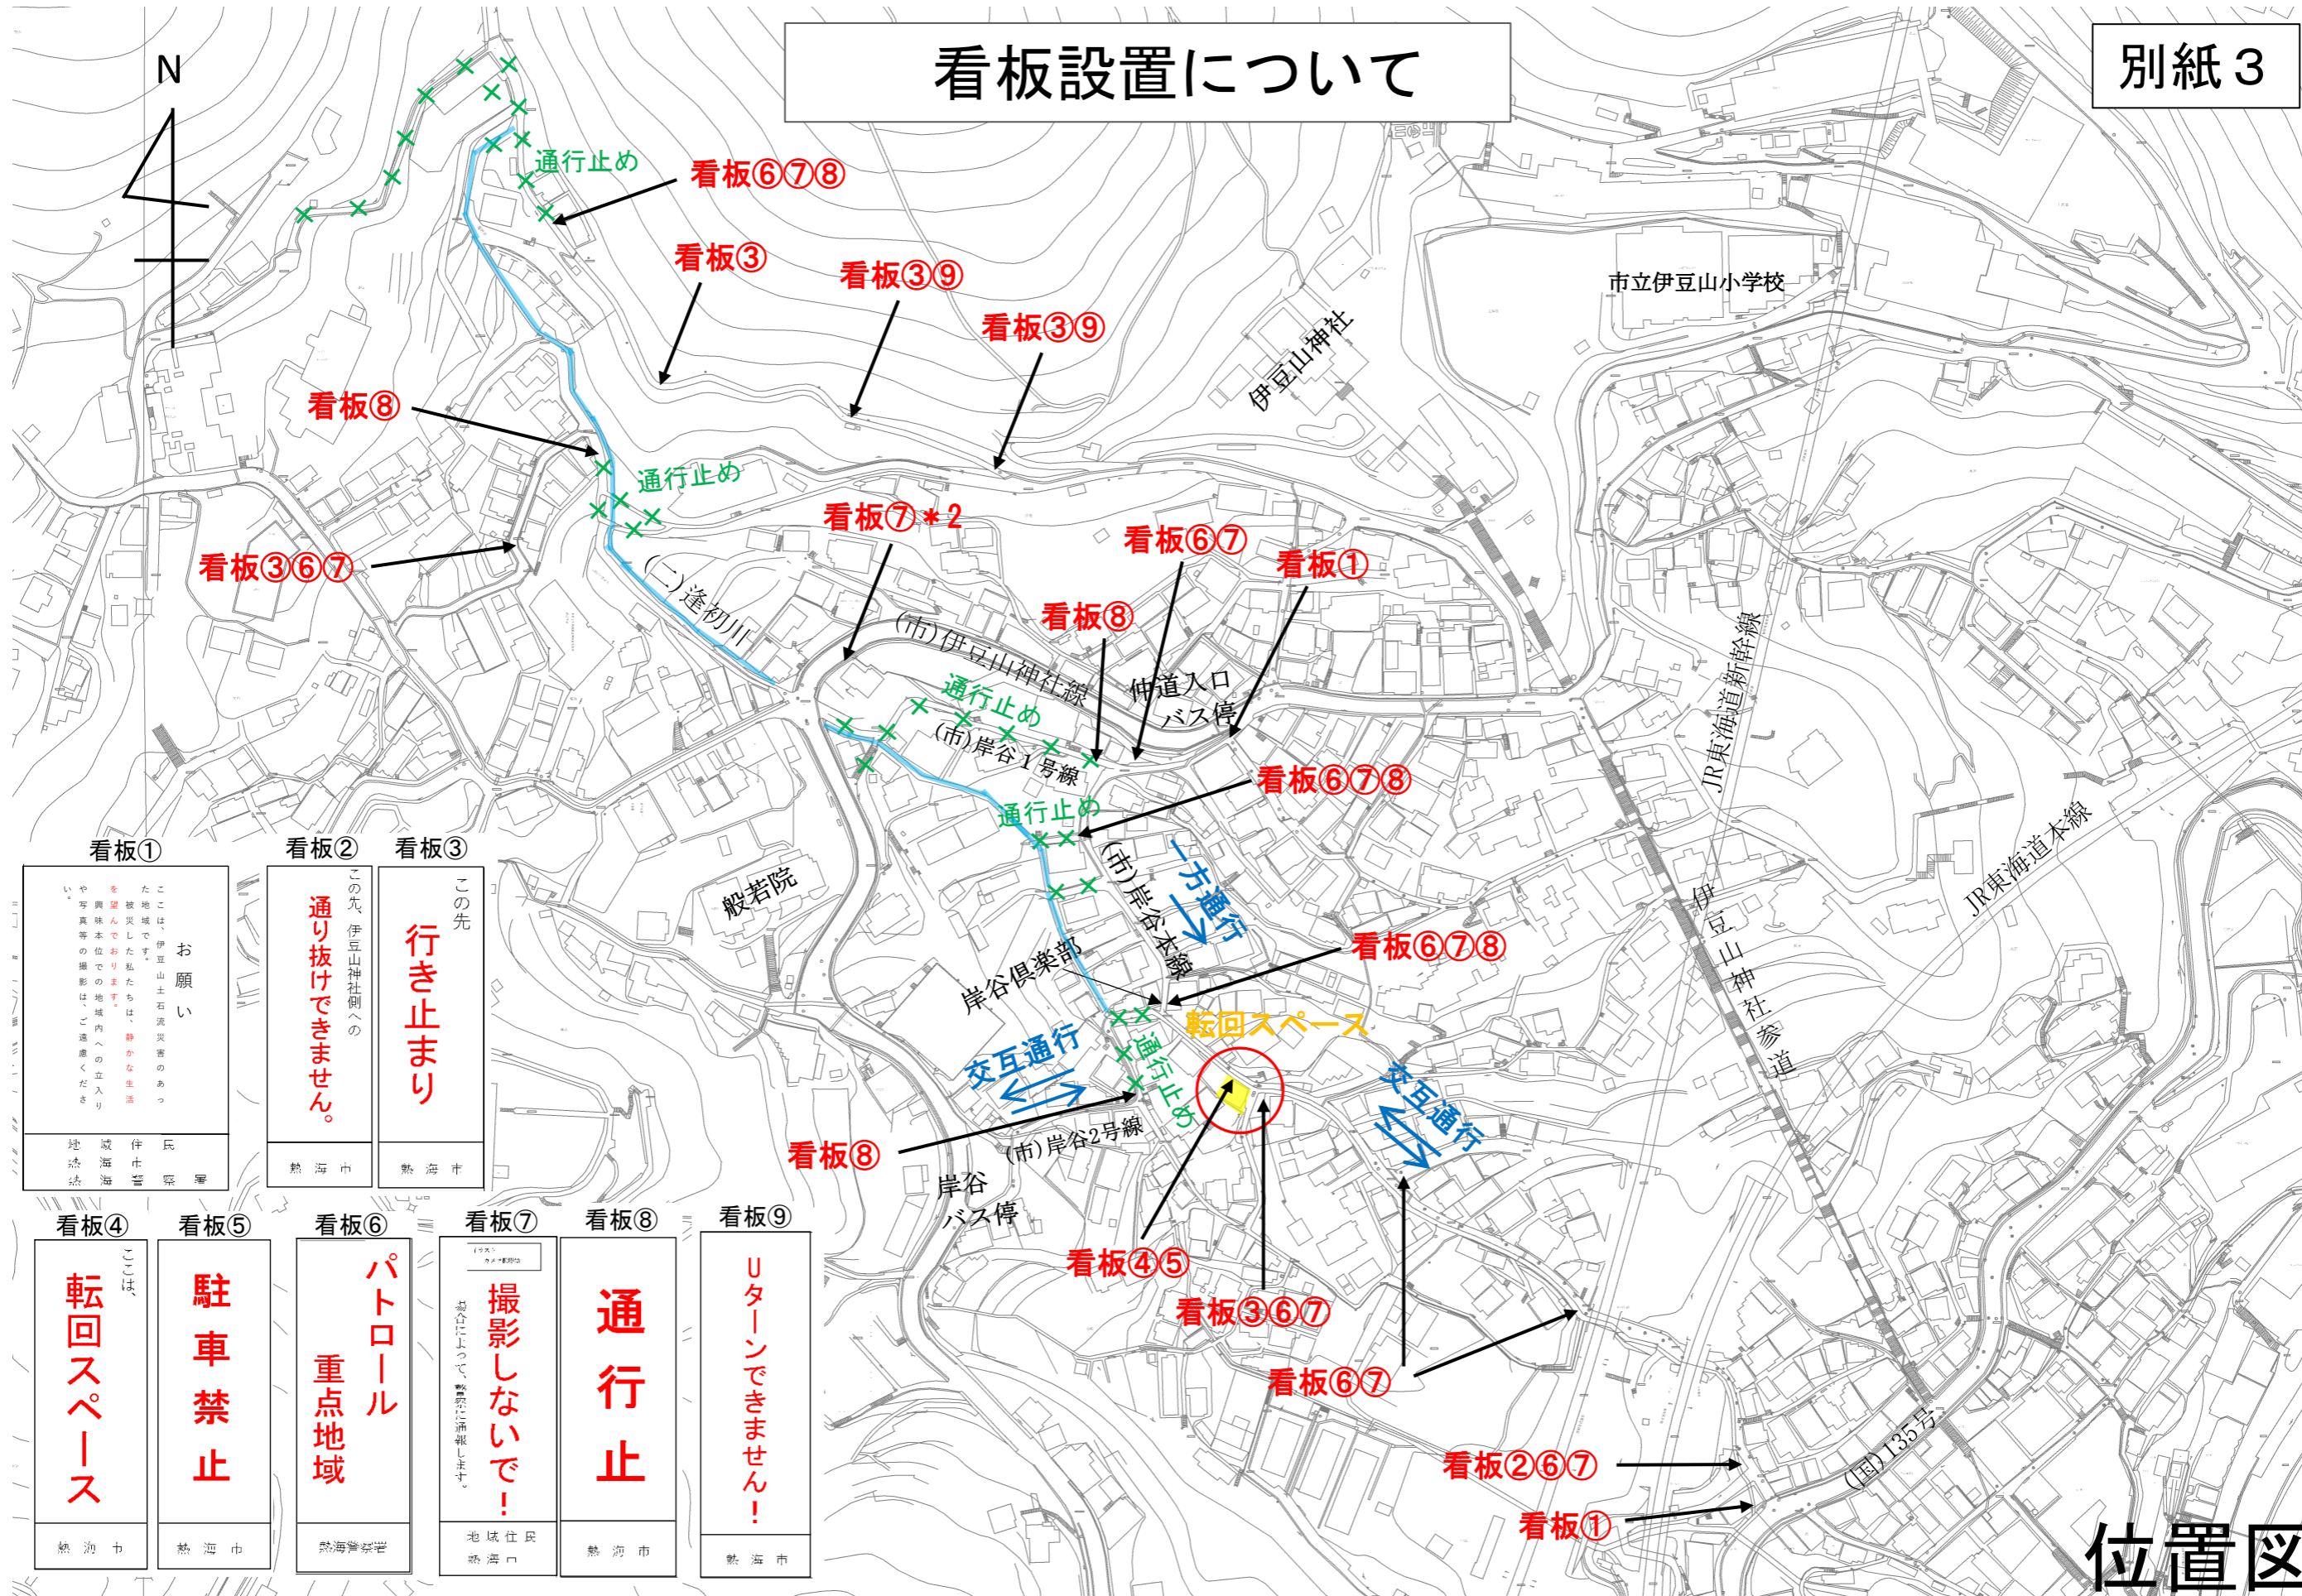 看板設置について
別紙3
N
通行止め
看板⑥⑦⑧
看板③
看板③⑨
看板③⑨
伊豆山神社
市立伊豆山小学校
看板⑧
通行止め
看板⑦*2
看板③⑥⑦
看板⑥⑦
看板①
看板⑧
(二)逢初川
(市)伊豆山神社線
仲道入口
バス停
通行止め
(市)岸谷1号線
JR東海道新幹線
看板⑥⑦⑧
通行止め
JR東海道本線
(市)岸谷本線
一方通行
般若院
伊豆山神社参道
看板⑥⑦⑧
岸谷倶楽部
転回スペース
交互通行
通行止め
交互通行
看板⑧
(市)岸谷2号線
岸谷
バス停
看板④⑤
看板③⑥⑦
看板⑥⑦
看板②⑥⑦
(国)135号
看板①
位置図
看板①
お願い
ここは、伊豆山土石流災害のあっ
た地域です。
被災した私たちは、静かな生活
を望んでおります。
興味本位での地域内への立入り
や写真等の撮影は、ご遠慮くださ
い。
地域住民
熱海市
熱海警察署
看板②
この先、伊豆山神社側への
通り抜けできません。
熱海市
看板③
この先
行き止まり
熱海市
看板④
ここは、
転回スペース
熱海市
看板⑤
駐車禁止
熱海市
看板⑥
パトロール
重点地域
熱海警察署
看板⑦
撮影しないで!
場合によって、警察に通報します。
地域住民
看板⑧
通行止
熱海市
看板⑨
Uターンできません!
熱海市